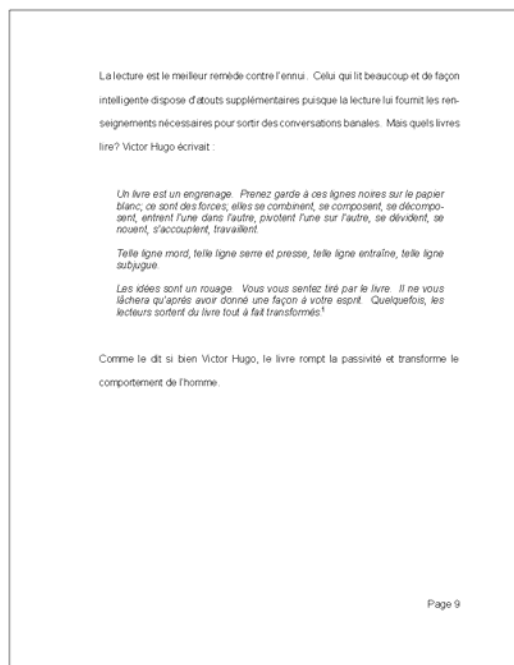 La lecture est le meilleur remède contre l'ennui. Celui qui lit beaucoup et de façon
intelligente dispose d'atouts supplémentaires puisque la lecture lui fournit les ren-
seignements nécessaires pour sortir des conversations banales. Mais quels livres
lire? Victor Hugo écrivait :
Un livre est un engrenage. Prenez garde à ces lignes noires sur le papier
blanc; ce sont des forces; elles se combinent, se composent, se décompo-
sent, entrent l'une dans l'autre, pivotent l'une sur l'autre, se dévident, se
nouent, s'accouplent, travaillent.
Telle ligne mord, telle ligne serre et presse, telle ligne entraîne, telle ligne
subjugue.
Les idées sont un rouage. Vous vous sentez tiré par le livre. Il ne vous
lâchera qu'après avoir donné une façon à votre esprit. Quelquefois, les
lecteurs sortent du livre tout à fait transformés.¹
Comme le dit si bien Victor Hugo, le livre rompt la passivité et transforme le
comportement de l'homme.
Page 9